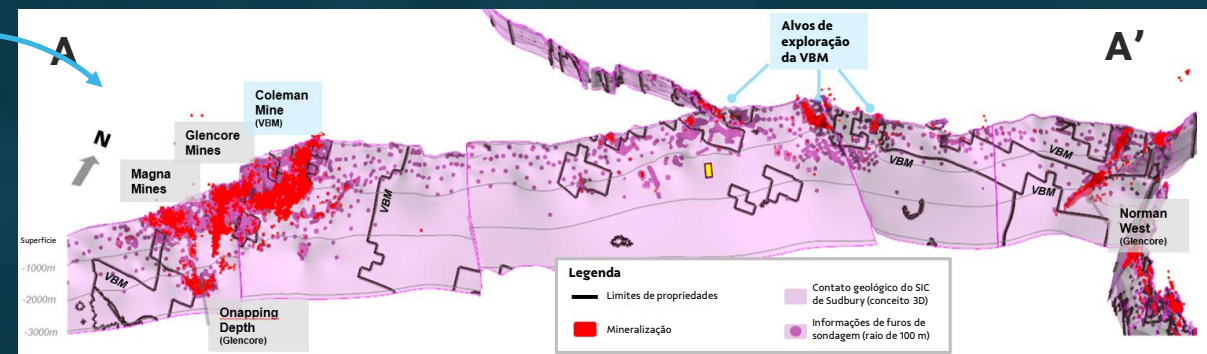 A
A’
Alvos de
exploração
da VBM
Coleman
Mine
(VBM)
Glencore
Mines
Magna
Mines
N
Superfície
-1000m
-2000m
-3000m
VBM
VBM
VBM
VBM
VBM
Norman
West
(Glencore)
Onapping
Depth
(Glencore)
Legenda
Limites de propriedades
Mineralização
Contato geológico do SIC
de Sudbury (conceito 3D)
Informações de furos de
sondagem (raio de 100 m)